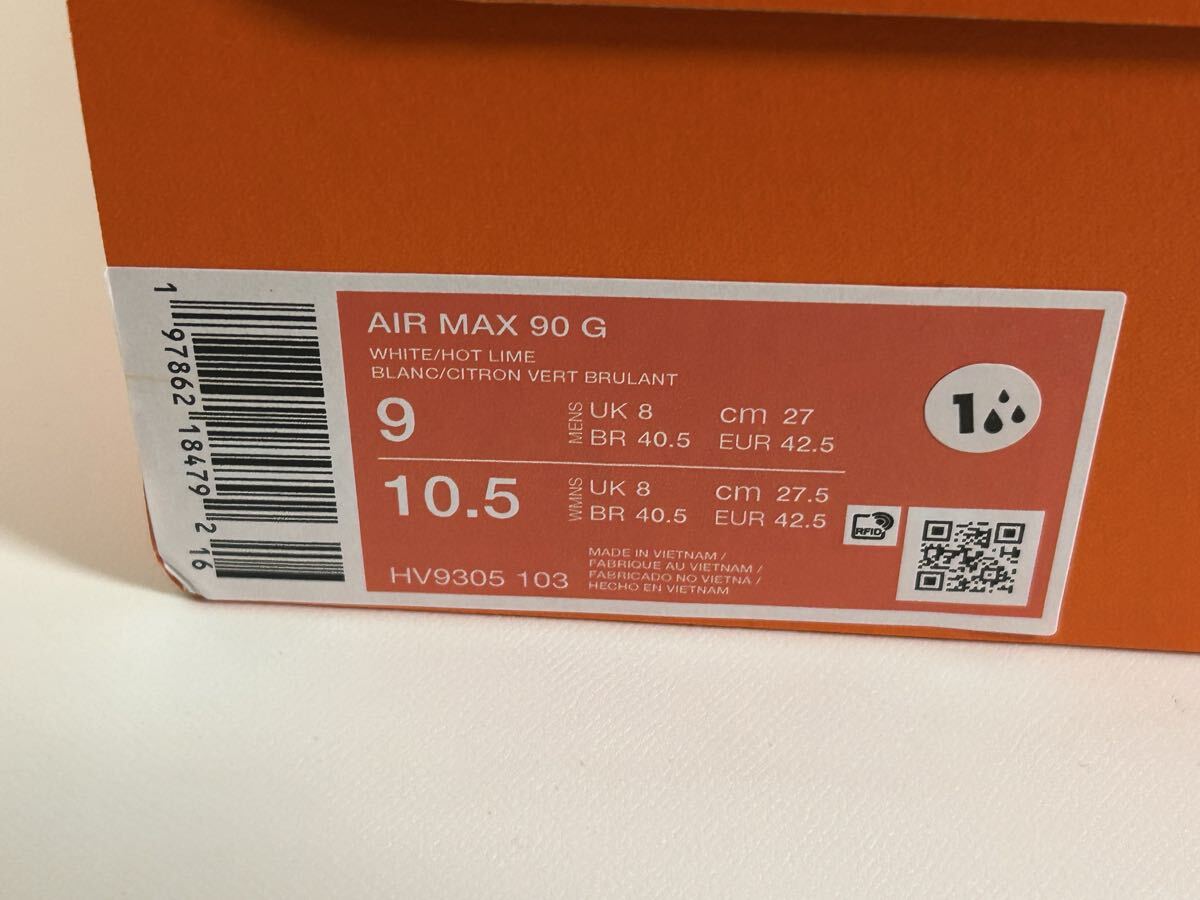 1 97862 18479 2 16
AIR MAX 90 G
WHITE/HOT LIME
BLANC/CITRON VERT BRULANT
9 MENS UK 8 cm 27
BR 40.5 EUR 42.5
10.5 WMNS UK 8 cm 27.5
BR 40.5 EUR 42.5
HV9305 103
MADE IN VIETNAM /
FABRIQUE AU VIETNAM /
FABRICADO NO VIETNA /
HECHO EN VIETNAM
RFID
1